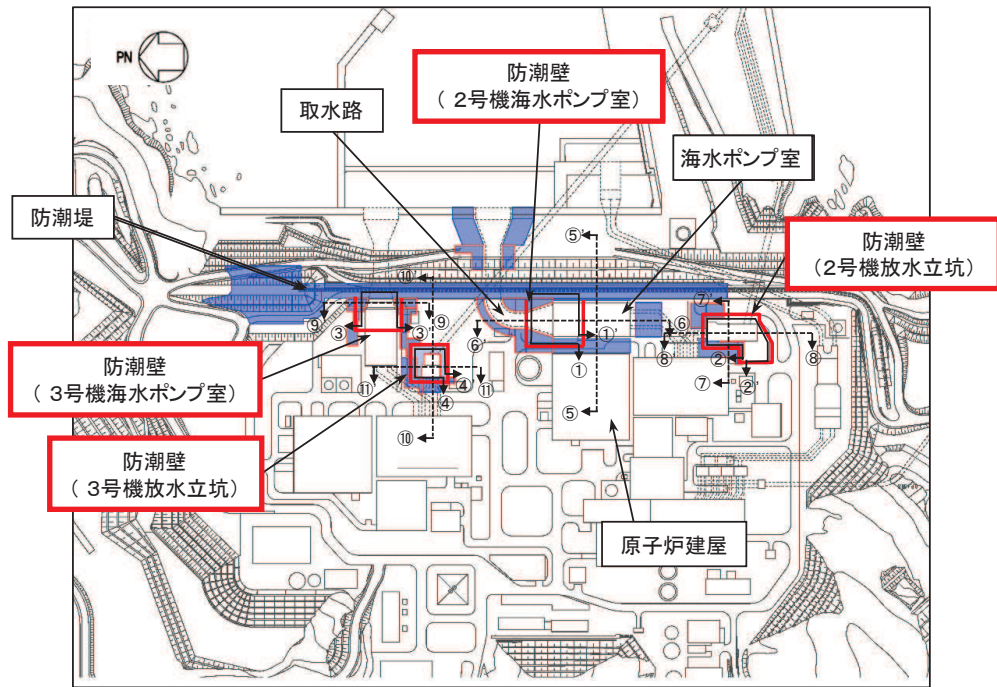 PN
防潮壁
（２号機海水ポンプ室）
取水路
海水ポンプ室
防潮堤
防潮壁
（２号機放水立坑）
⑤'
⑩'
⑦'
⑨
⑨
③'
③
⑥'
①'
①
⑥
⑧
②
②'
⑧
⑦
防潮壁
（３号機海水ポンプ室）
⑪'
④'
④
⑪
⑤
⑩
防潮壁
（３号機放水立坑）
原子炉建屋